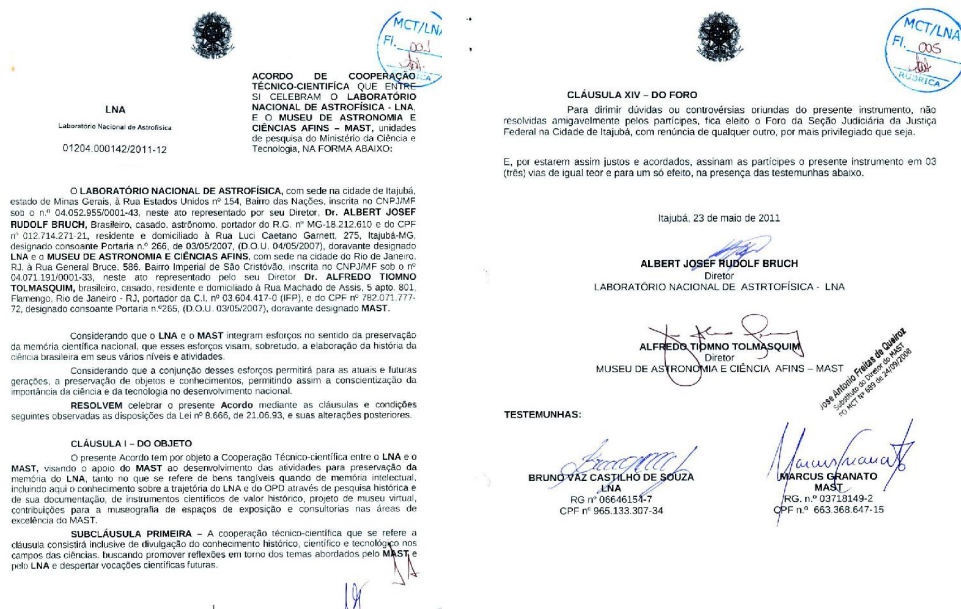 MCT/LNA
Fl. 001
RUBRICA
LNA
Laboratório Nacional de Astrofísica
01204.000142/2011-12
ACORDO DE COOPERAÇÃO
TÉCNICO-CIENTIFÍCA QUE ENTRE
SI CELEBRAM O LABORATÓRIO
NACIONAL DE ASTROFÍSICA - LNA,
E O MUSEU DE ASTRONOMIA E
CIÊNCIAS AFINS – MAST, unidades
de pesquisa do Ministério da Ciência e
Tecnologia, NA FORMA ABAIXO:
O LABORATÓRIO NACIONAL DE ASTROFÍSICA, com sede na cidade de Itajubá,
estado de Minas Gerais, à Rua Estados Unidos nº 154, Bairro das Nações, inscrita no CNPJ/MF
sob o n.º 04.052.955/0001-43, neste ato representado por seu Diretor, Dr. ALBERT JOSEF
RUDOLF BRUCH, Brasileiro, casado, astrônomo, portador do R.G. nº MG-18.212.610 e do CPF
nº 012.714.271-21, residente e domiciliado à Rua Luci Caetano Garnett, 275, Itajubá-MG,
designado consoante Portaria n.º 266, de 03/05/2007, (D.O.U. 04/05/2007), doravante designado
LNA e o MUSEU DE ASTRONOMIA E CIÊNCIAS AFINS, com sede na cidade do Rio de Janeiro,
RJ, à Rua General Bruce, 586, Bairro Imperial de São Cristóvão, inscrita no CNPJ/MF sob o nº
04.071.191/0001-33, neste ato representado pelo seu Diretor Dr. ALFREDO TIOMNO
TOLMASQUIM, brasileiro, casado, residente e domiciliado à Rua Machado de Assis, 5 apto. 801,
Flamengo, Rio de Janeiro - RJ, portador da C.I. nº 03.604.417-0 (IFP), e do CPF nº 782.071.777-
72, designado consoante Portaria n.º265, (D.O.U. 03/05/2007), doravante designado MAST.
Considerando que o LNA e o MAST integram esforços no sentido da preservação
da memória científica nacional, que esses esforços visam, sobretudo, a elaboração da história da
ciência brasileira em seus vários níveis e atividades.
Considerando que a conjunção desses esforços permitirá para as atuais e futuras
gerações, a preservação de objetos e conhecimentos, permitindo assim a conscientização da
importância da ciência e da tecnologia no desenvolvimento nacional.
RESOLVEM celebrar o presente Acordo mediante as cláusulas e condições
seguintes observadas as disposições da Lei nº 8.666, de 21.06.93, e suas alterações posteriores.
CLÁUSULA I – DO OBJETO
O presente Acordo tem por objeto a Cooperação Técnico-científica entre o LNA e o
MAST, visando o apoio do MAST ao desenvolvimento das atividades para preservação da
memória do LNA, tanto no que se refere de bens tangíveis quando de memória intelectual,
incluindo aqui o conhecimento sobre a trajetória do LNA e do OPD através de pesquisa histórica e
de sua documentação, de instrumentos científicos de valor histórico, projeto de museu virtual,
contribuições para a museografia de espaços de exposição e consultorias nas áreas de
excelência do MAST.
SUBCLÁUSULA PRIMEIRA – A cooperação técnico-científica que se refere a
cláusula consistirá inclusive de divulgação do conhecimento histórico, científico e tecnológico nos
campos das ciências, buscando promover reflexões em torno dos temas abordados pelo MAST e
pelo LNA e despertar vocações científicas futuras.
MCT/LNA
Fl. 005
RUBRICA
CLÁUSULA XIV – DO FORO
Para dirimir dúvidas ou controvérsias oriundas do presente instrumento, não
resolvidas amigavelmente pelos partícipes, fica eleito o Foro da Seção Judiciária da Justiça
Federal na Cidade de Itajubá, com renúncia de qualquer outro, por mais privilegiado que seja.
E, por estarem assim justos e acordados, assinam as partícipes o presente instrumento em 03
(três) vias de igual teor e para um só efeito, na presença das testemunhas abaixo.
Itajubá, 23 de maio de 2011
ALBERT JOSEF RUDOLF BRUCH
Diretor
LABORATÓRIO NACIONAL DE ASTRTOFÍSICA - LNA
ALFREDO TIOMNO TOLMASQUIM
Diretor
MUSEU DE ASTRONOMIA E CIÊNCIA AFINS – MAST
Jose Antonio Freitas de Queiroz
Substituto do Diretor do MAST
PO MCT Nº 689 de 24/09/2006
TESTEMUNHAS:
BRUNO VAZ CASTILHO DE SOUZA
LNA
RG nº 06646154-7
CPF nº 965.133.307-34
Marcus Granato
MARCUS GRANATO
MAST
RG. n.º 03718149-2
CPF n.º 663.368.647-15